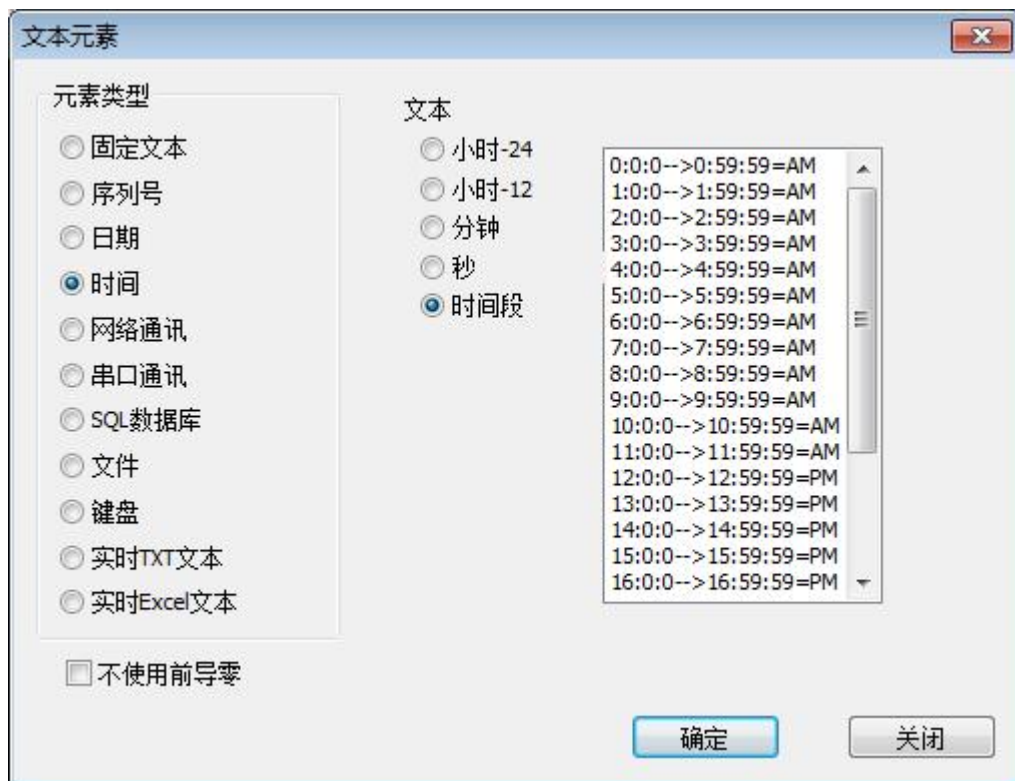 文本元素
元素类型
固定文本
序列号
日期
时间
网络通讯
串口通讯
SQL数据库
文件
键盘
实时TXT文本
实时Excel文本
不使用前导零
文本
小时-24
小时-12
分钟
秒
时间段
0:0:0-->0:59:59=AM
1:0:0-->1:59:59=AM
2:0:0-->2:59:59=AM
3:0:0-->3:59:59=AM
4:0:0-->4:59:59=AM
5:0:0-->5:59:59=AM
6:0:0-->6:59:59=AM
7:0:0-->7:59:59=AM
8:0:0-->8:59:59=AM
9:0:0-->9:59:59=AM
10:0:0-->10:59:59=AM
11:0:0-->11:59:59=AM
12:0:0-->12:59:59=PM
13:0:0-->13:59:59=PM
14:0:0-->14:59:59=PM
15:0:0-->15:59:59=PM
16:0:0-->16:59:59=PM
确定
关闭